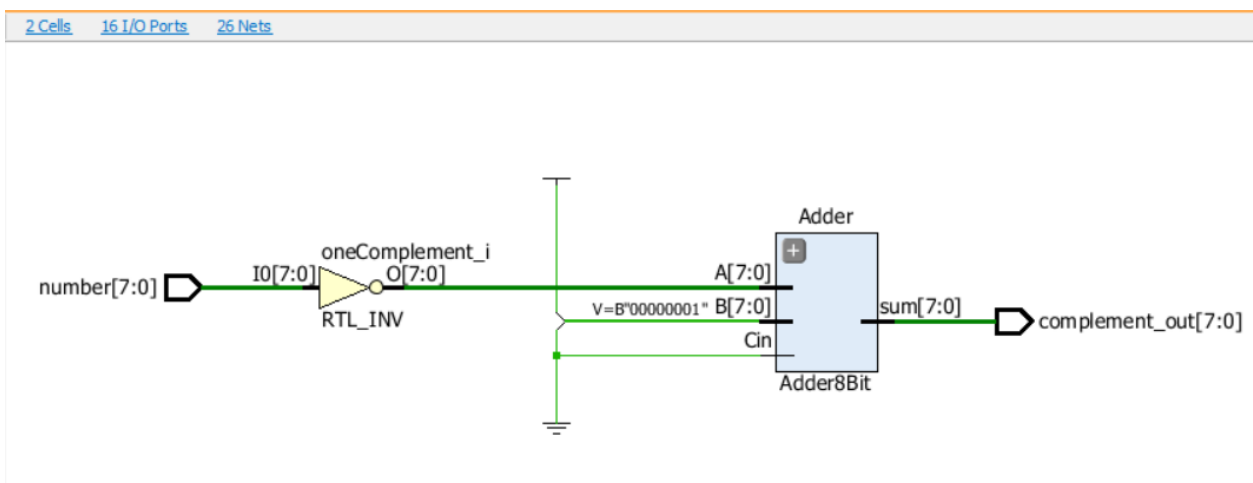 2 Cells 16 I/O Ports 26 Nets
Adder
oneComplement_i
number[7:0] I0[7:0] O[7:0] A[7:0]
RTL_INV
V=B"00000001" B[7:0] sum[7:0] complement_out[7:0]
Cin
Adder8Bit